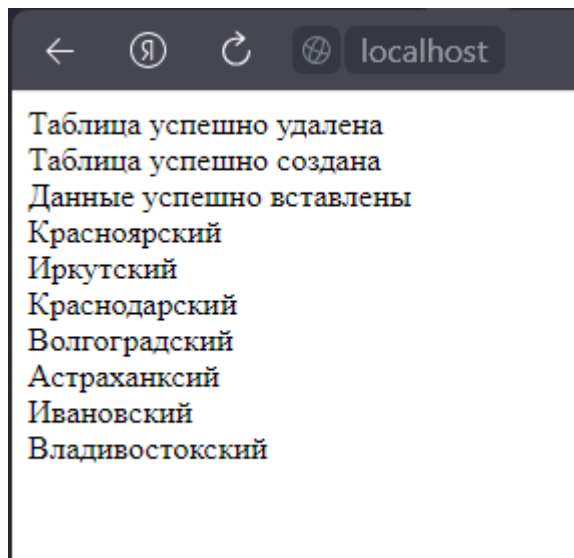 Я localhost
Таблица успешно удалена
Таблица успешно создана
Данные успешно вставлены
Красноярский
Иркутский
Краснодарский
Волгоградский
Астраханксий
Ивановский
Владивостокский